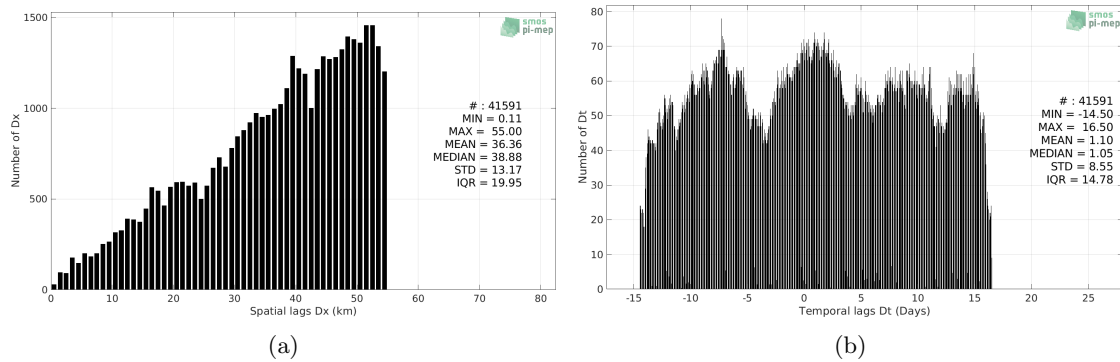 smos
pi-mep
1500
1000
500
0
Number of Dx
# : 41591
MIN = 0.11
MAX = 55.00
MEAN = 36.36
MEDIAN = 38.88
STD = 13.17
IQR = 19.95
0 10 20 30 40 50 60 70 80
Spatial lags Dx (km)
(a)
smos
pi-mep
80
70
60
50
40
30
20
10
0
Number of Dt
# : 41591
MIN = -14.50
MAX = 16.50
MEAN = 1.10
MEDIAN = 1.05
STD = 8.55
IQR = 14.78
-15 -10 -5 0 5 10 15 20 25
Temporal lags Dt (Days)
(b)